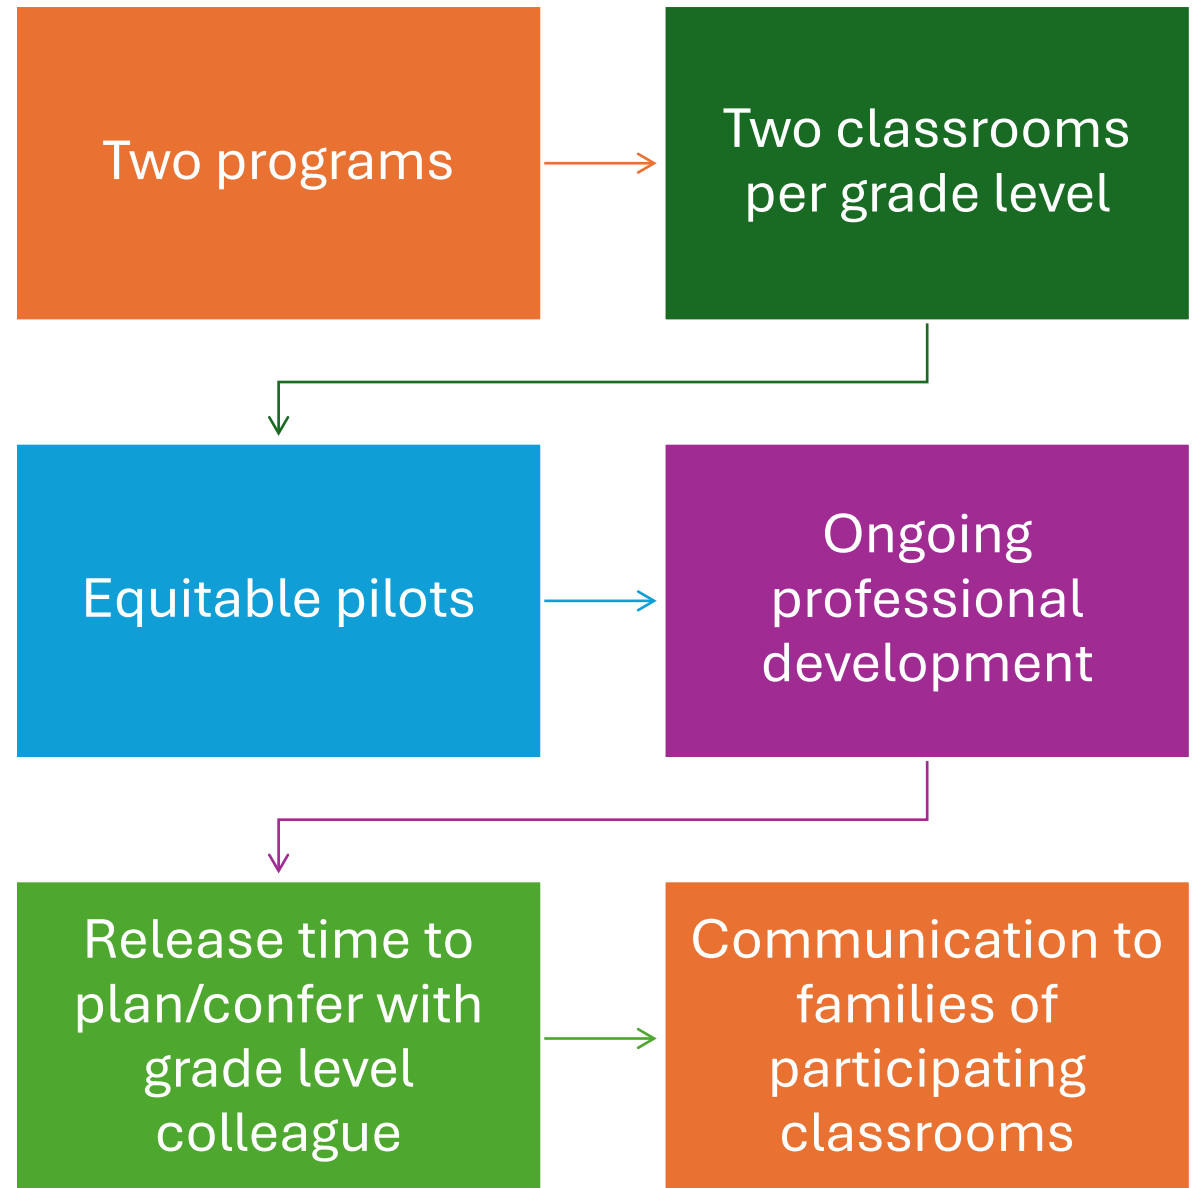 Two programs
Two classrooms
per grade level
Equitable pilots
Ongoing
professional
development
Release time to
plan/confer with
grade level
colleague
Communication to
families of
participating
classrooms